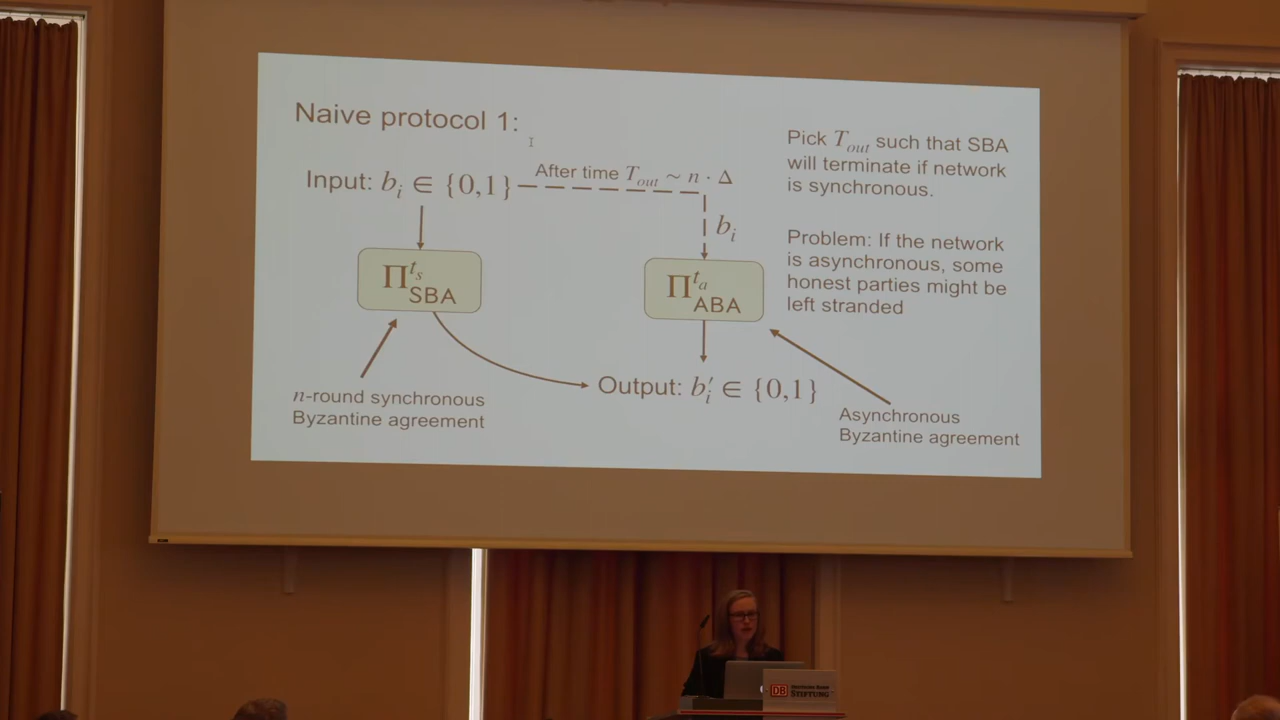 Naive protocol 1:
Input: bᵢ ∈ {0,1}
After time T_out ∼ n · Δ
bᵢ
Π^{t_s}_{SBA}
Π^{t_a}_{ABA}
n-round synchronous
Byzantine agreement
Output: b′ᵢ ∈ {0,1}
Asynchronous
Byzantine agreement
Pick T_out such that SBA
will terminate if network
is synchronous.
Problem: If the network
is asynchronous, some
honest parties might be
left stranded
DB
STIFTUNG